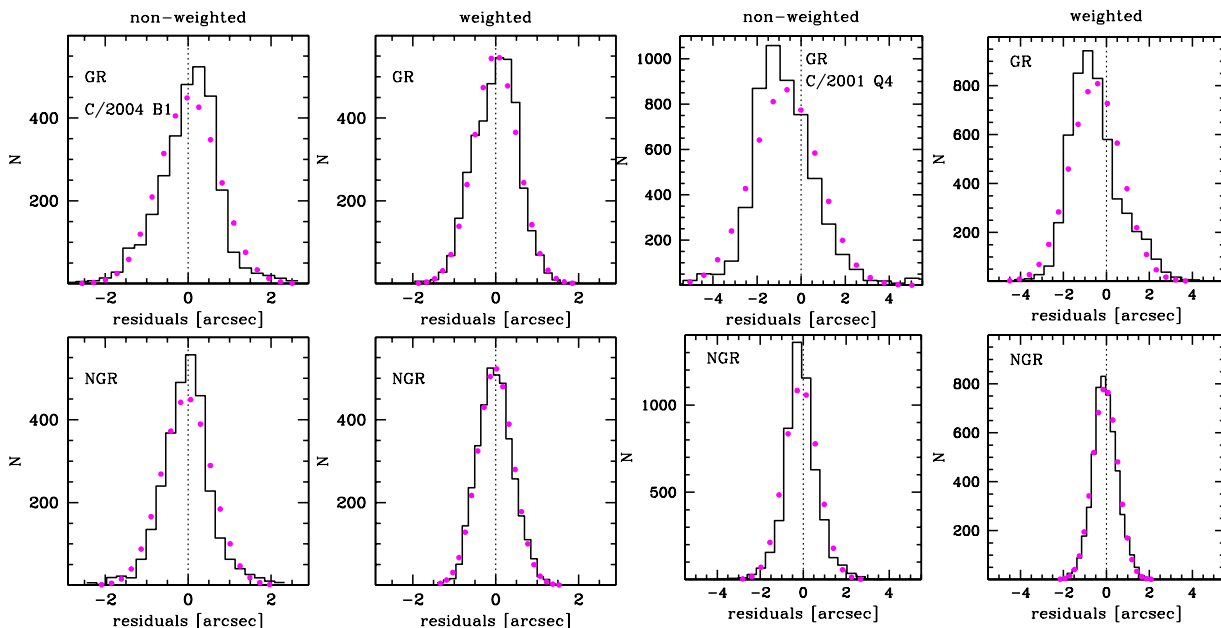 non-weighted
weighted
non-weighted
weighted
GR
C/2004 B1
N
400
200
-2 0 2
residuals [arcsec]
GR
N
400
200
-2 0 2
residuals [arcsec]
GR
C/2001 Q4
N
1000
800
600
400
200
-4 -2 0 2 4
residuals [arcsec]
GR
N
800
600
400
200
-4 -2 0 2 4
residuals [arcsec]
NGR
N
400
200
-2 0 2
residuals [arcsec]
NGR
N
400
200
-2 0 2
residuals [arcsec]
NGR
N
1000
500
-4 -2 0 2 4
residuals [arcsec]
NGR
N
800
600
400
200
0
-4 -2 0 2 4
residuals [arcsec]